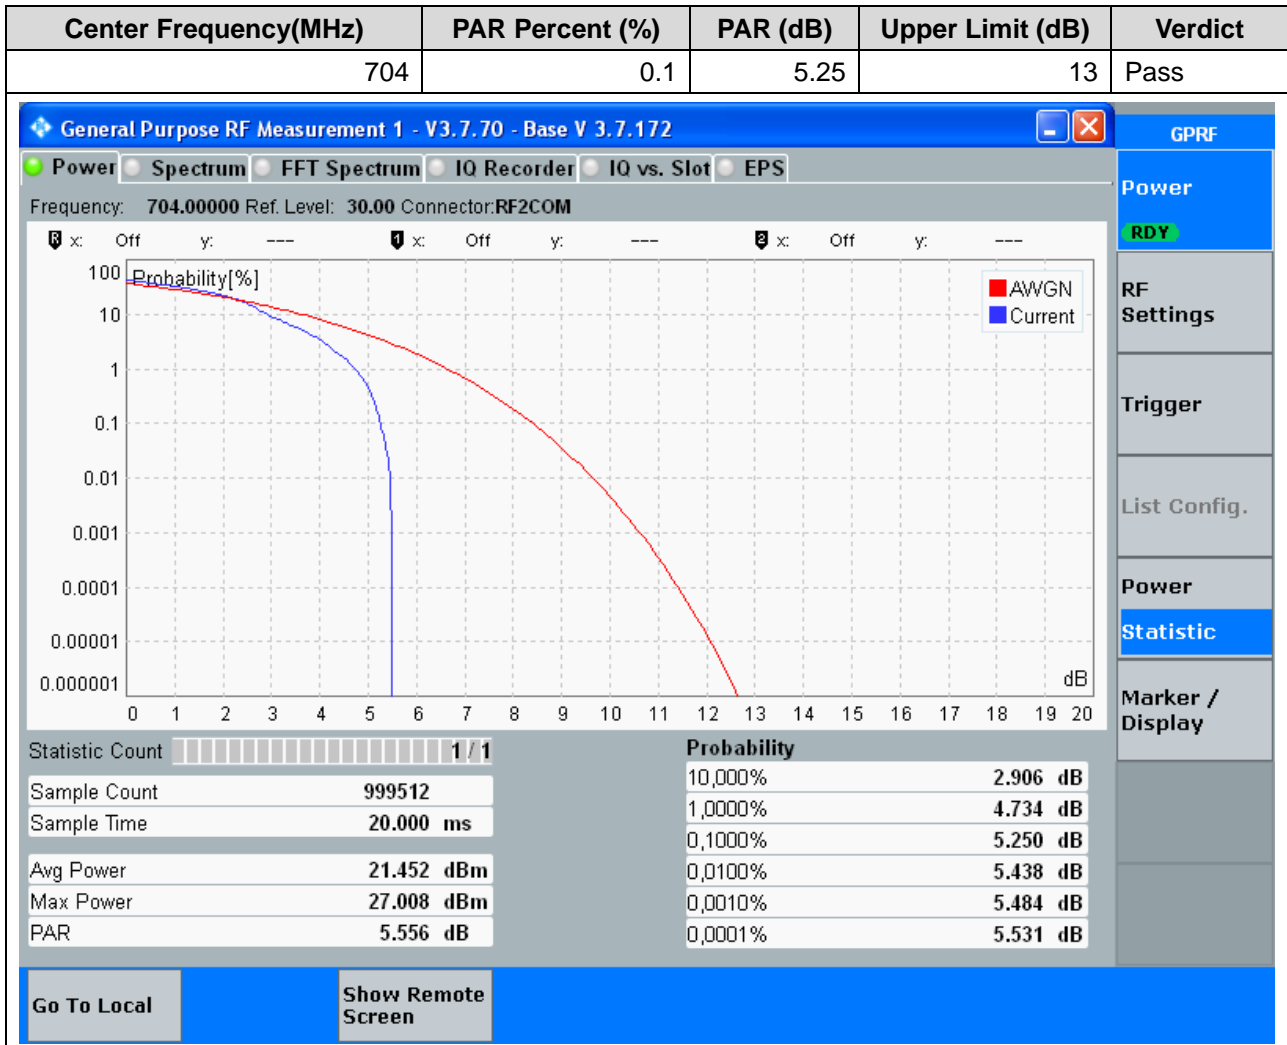 Center Frequency(MHz) PAR Percent (%) PAR (dB) Upper Limit (dB) Verdict
704 0.1 5.25 13 Pass
General Purpose RF Measurement 1 - V3.7.70 - Base V 3.7.172
GPRF
Power Spectrum FFT Spectrum IQ Recorder IQ vs. Slot EPS
Power
RDY
Frequency: 704.00000 Ref. Level: 30.00 Connector:RF2COM
R x: Off y: --- 1 x: Off y: --- 2 x: Off y: ---
Probability[%]
100
10
1
0.1
0.01
0.001
0.0001
0.00001
0.000001
AWGN
Current
dB
0 1 2 3 4 5 6 7 8 9 10 11 12 13 14 15 16 17 18 19 20
RF
Settings
Trigger
List Config.
Power
Statistic
Marker /
Display
Statistic Count 1 / 1
Sample Count 999512
Sample Time 20.000 ms
Avg Power 21.452 dBm
Max Power 27.008 dBm
PAR 5.556 dB
Probability
10,000% 2.906 dB
1,0000% 4.734 dB
0,1000% 5.250 dB
0,0100% 5.438 dB
0,0010% 5.484 dB
0,0001% 5.531 dB
Go To Local
Show Remote
Screen